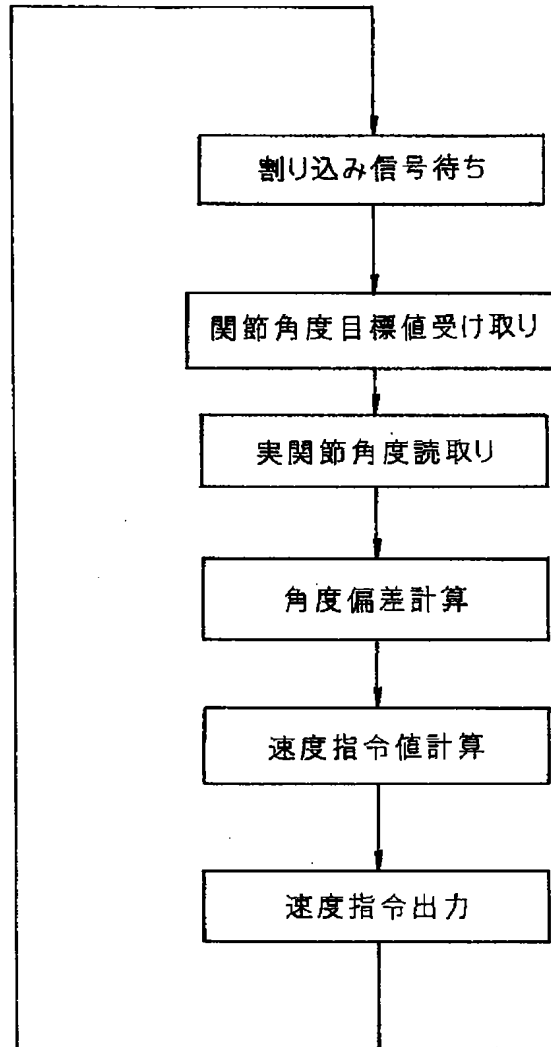 割り込み信号待ち
関節角度目標値受け取り
実関節角度読取り
角度偏差計算
速度指令値計算
速度指令出力